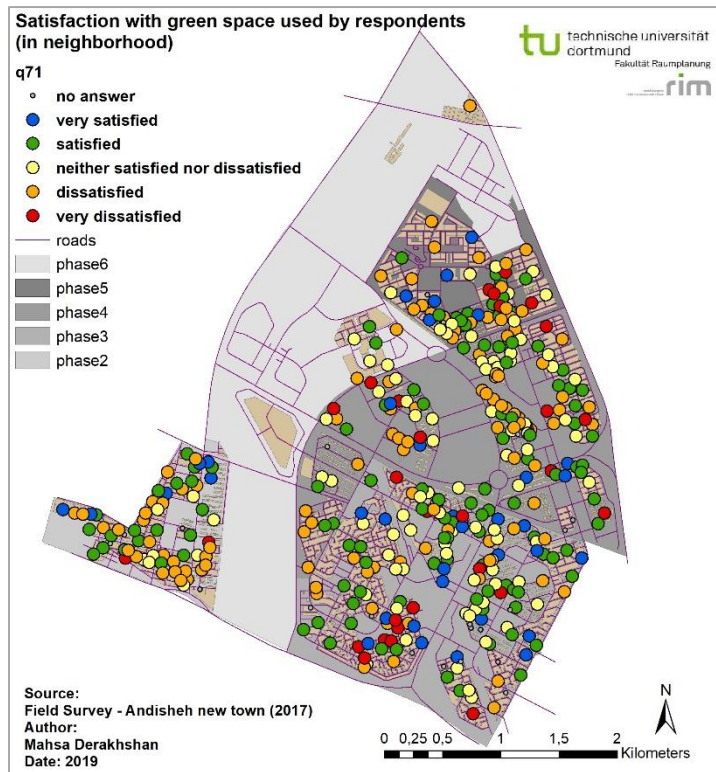 Satisfaction with green space used by respondents
(in neighborhood)
tu technische universität
dortmund
Fakultät Raumplanung
rim
q71
no answer
very satisfied
satisfied
neither satisfied nor dissatisfied
dissatisfied
very dissatisfied
roads
phase6
phase5
phase4
phase3
phase2
Source:
Field Survey - Andisheh new town (2017)
Author:
Mahsa Derakhshan
Date: 2019
N
0 0,25 0,5 1 1,5 2
Kilometers